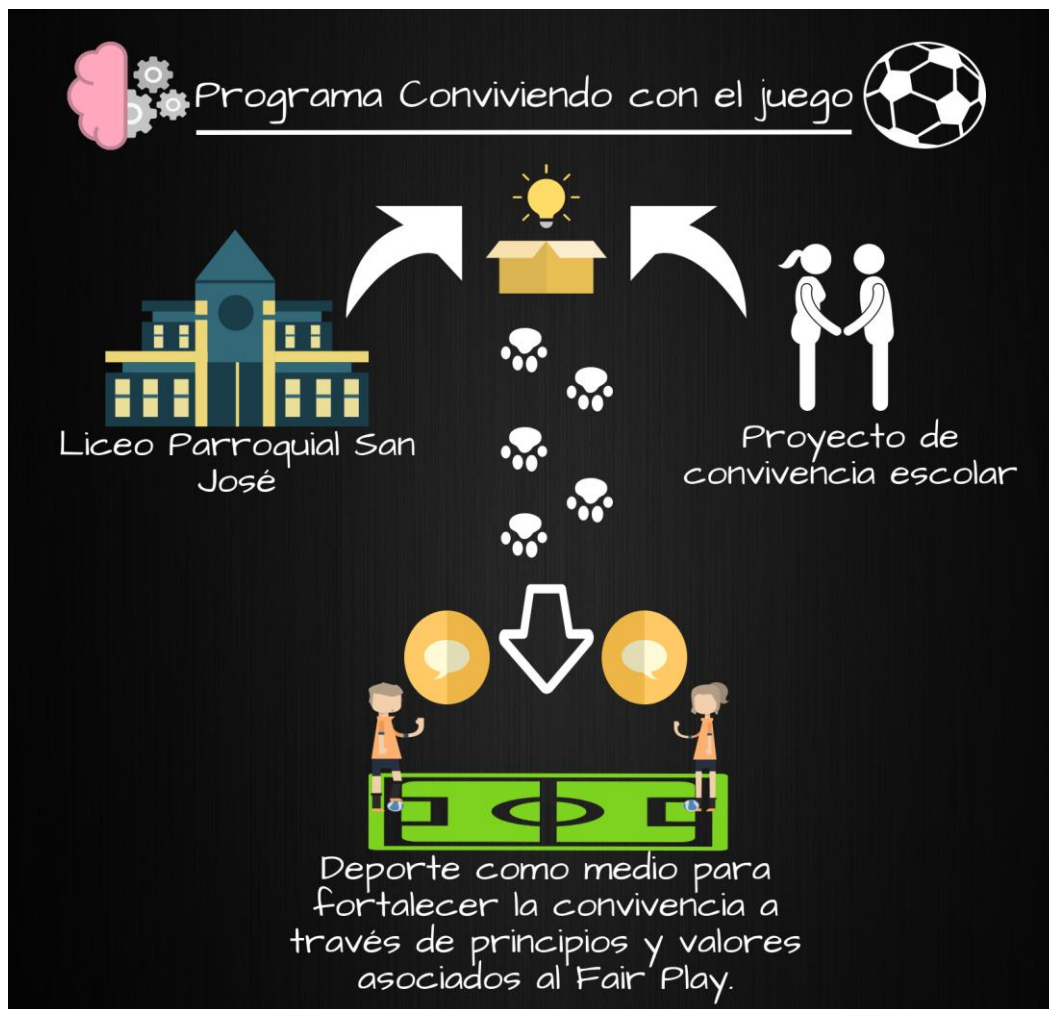 Programa Conviviendo con el juego
Liceo Parroquial San
José
Proyecto de
convivencia escolar
Deporte como medio para
fortalecer la convivencia a
través de principios y valores
asociados al Fair Play.